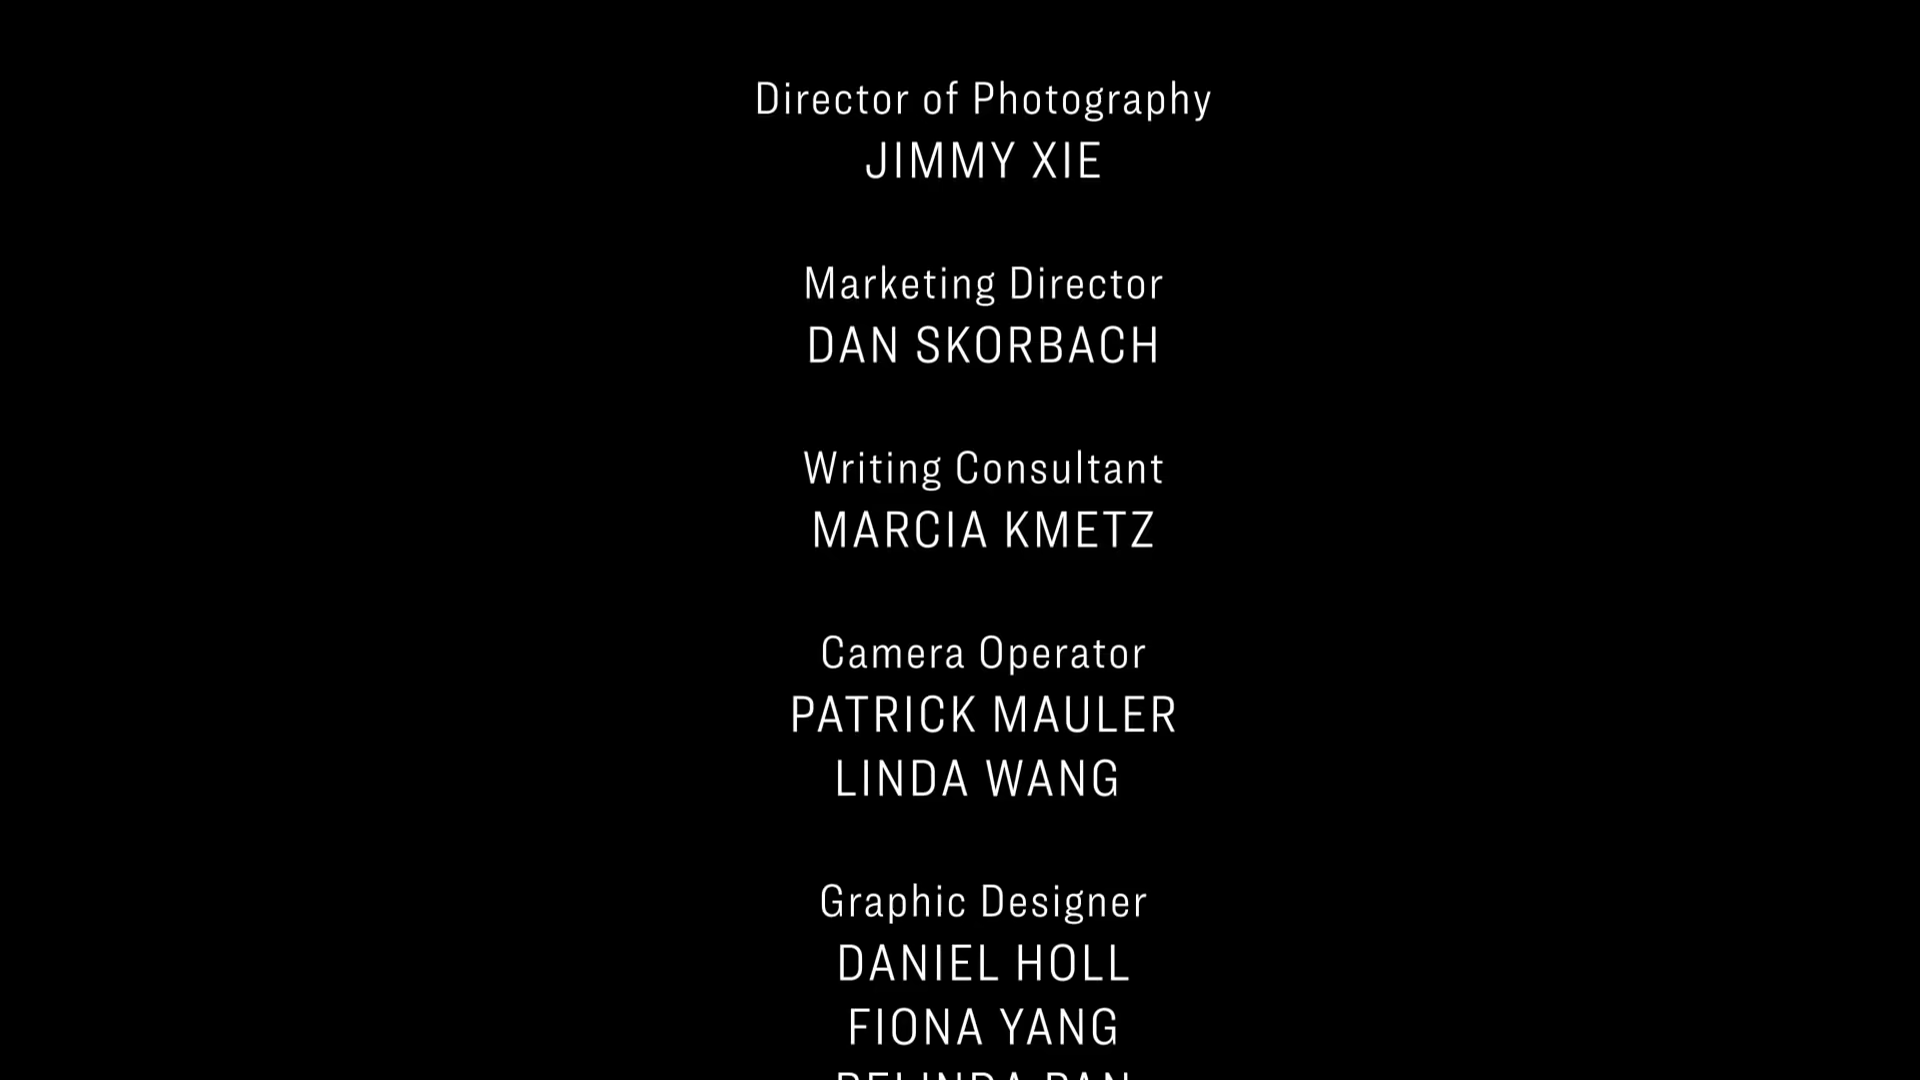 Director of Photography
JIMMY XIE
Marketing Director
DAN SKORBACH
Writing Consultant
MARCIA KMETZ
Camera Operator
PATRICK MAULER
LINDA WANG
Graphic Designer
DANIEL HOLL
FIONA YANG